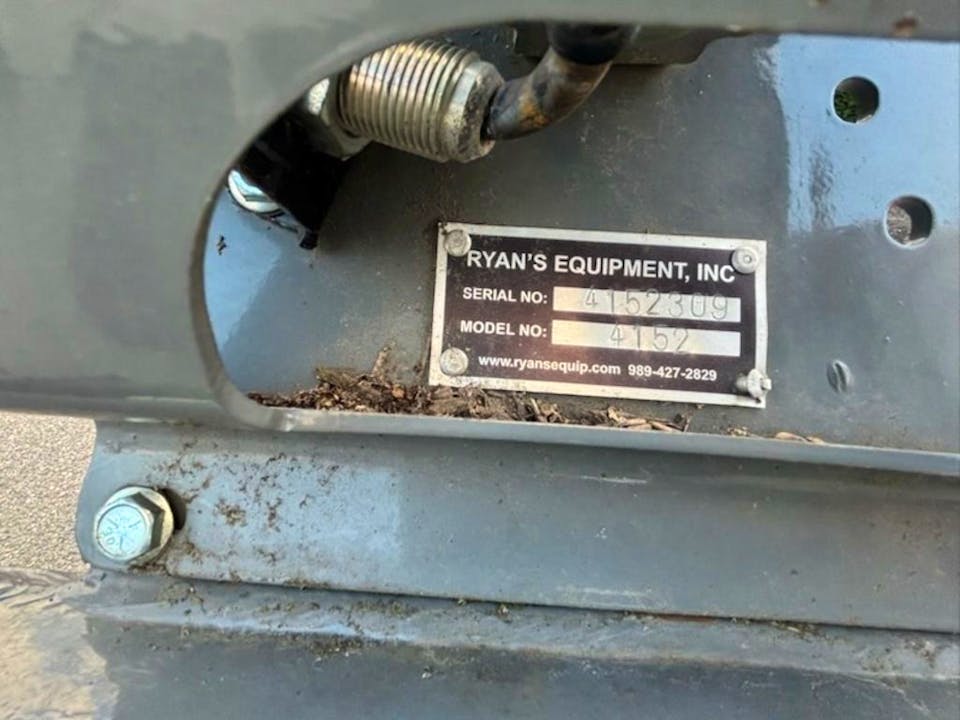 RYAN'S EQUIPMENT, INC
SERIAL NO: 4152309
MODEL NO: 4152
www.ryansequip.com 989-427-2829